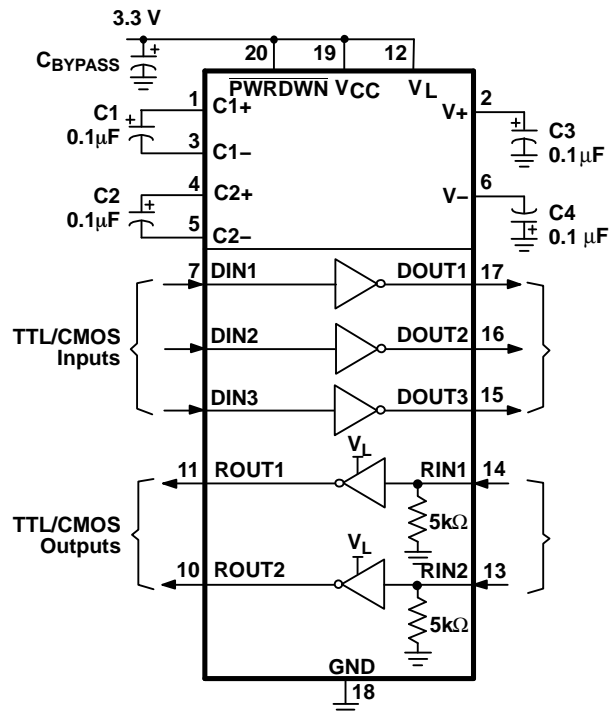 3.3 V
CBYPASS
+
20
19
12
PWRDWN
VCC
VL
1
C1+
C1
+
0.1μF
3
C1−
4
C2+
C2
+
0.1μF
5
C2−
V+
2
+
C3
0.1μF
V−
6
C4
+
0.1 μF
7
DIN1
DOUT1
17
TTL/CMOS
Inputs
DIN2
DOUT2
16
DIN3
DOUT3
15
11
ROUT1
VL
RIN1
14
5kΩ
TTL/CMOS
Outputs
10
ROUT2
VL
RIN2
13
5kΩ
GND
18